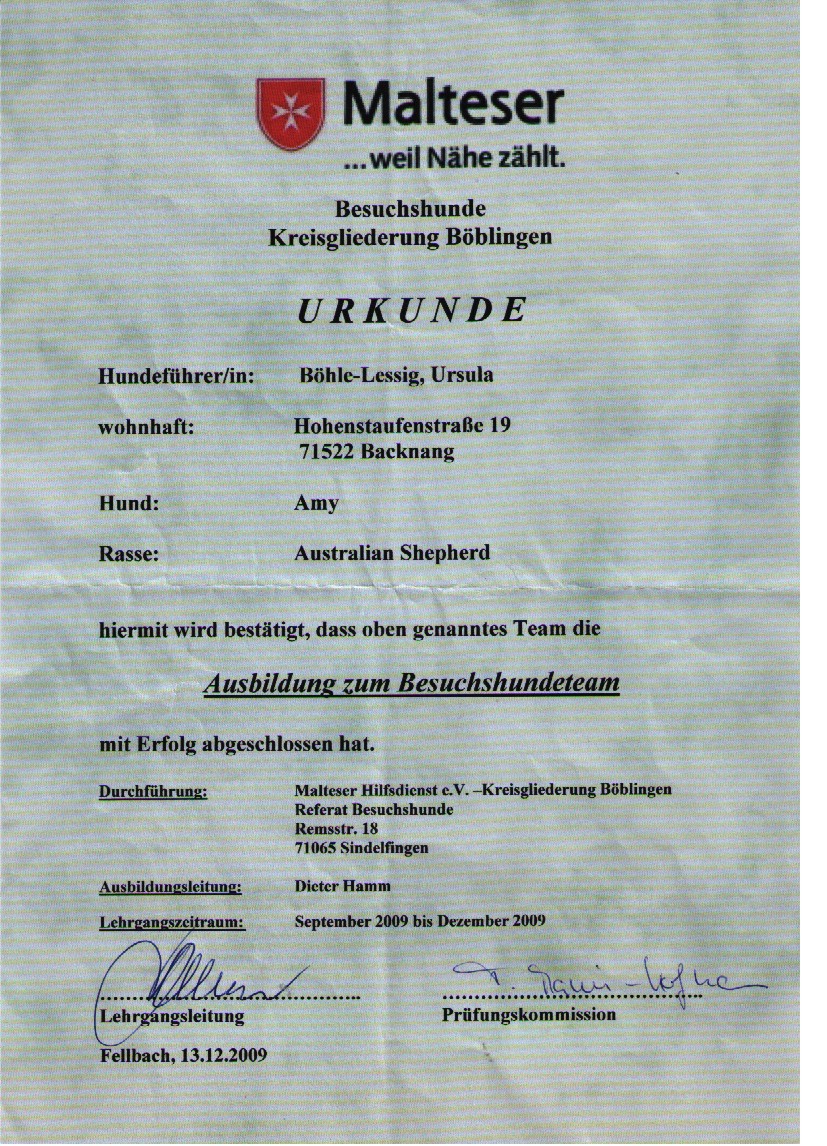 Malteser
...weil Nähe zählt.
Besuchshunde
Kreisgliederung Böblingen
URKUNDE
Hundeführer/in: Böhle-Lessig, Ursula
wohnhaft: Hohenstaufenstraße 19
71522 Backnang
Hund: Amy
Rasse: Australian Shepherd
hiermit wird bestätigt, dass oben genanntes Team die
Ausbildung zum Besuchshundeteam
mit Erfolg abgeschlossen hat.
Durchführung: Malteser Hilfsdienst e.V. –Kreisgliederung Böblingen
Referat Besuchshunde
Remsstr. 18
71065 Sindelfingen
Ausbildungsleitung: Dieter Hamm
Lehrgangszeitraum: September 2009 bis Dezember 2009
Lehrgangsleitung Prüfungskommission
Fellbach, 13.12.2009